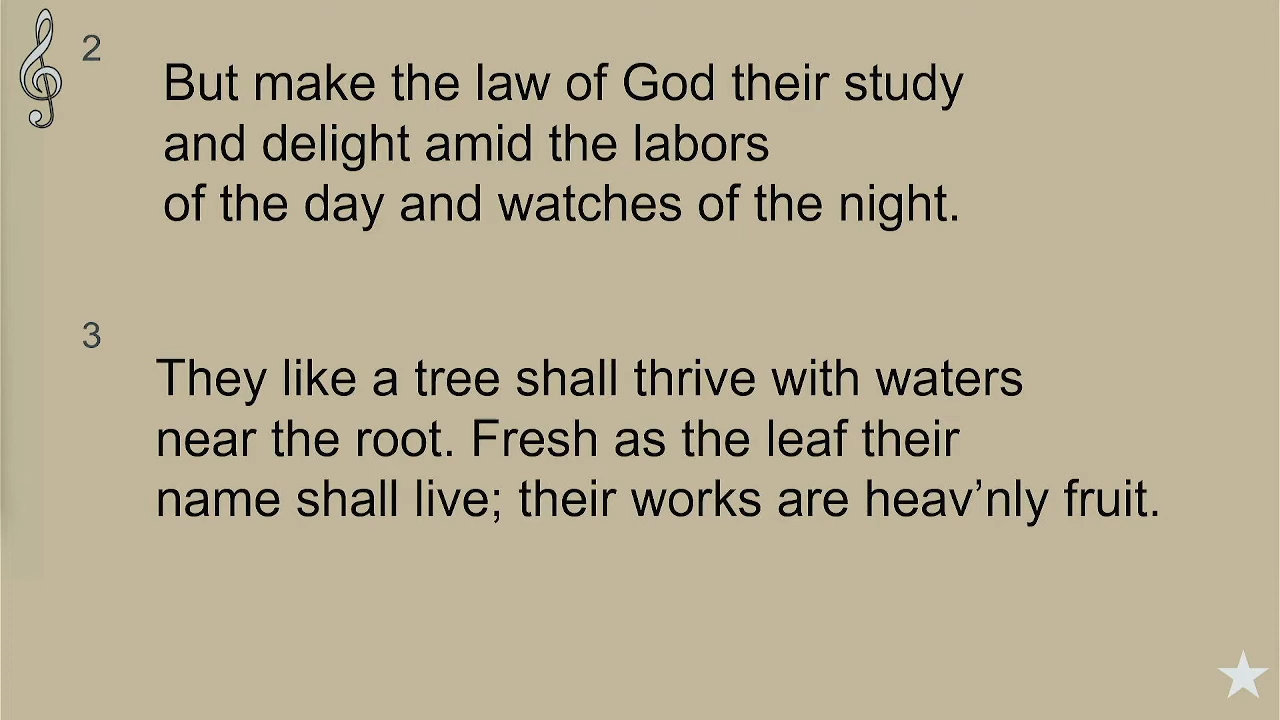 2
But make the law of God their study
and delight amid the labors
of the day and watches of the night.
3
They like a tree shall thrive with waters
near the root. Fresh as the leaf their
name shall live; their works are heav’nly fruit.